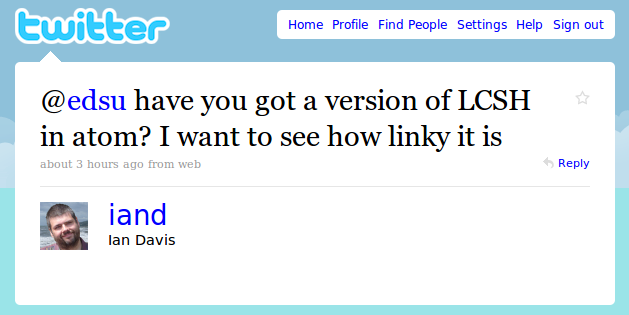 twitter
Home Profile Find People Settings Help Sign out
@edsu have you got a version of LCSH
in atom? I want to see how linky it is
about 3 hours ago from web
Reply
iand
Ian Davis